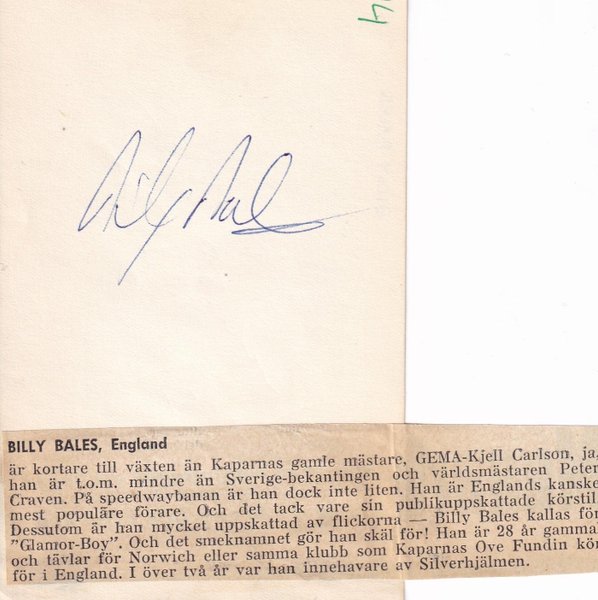 4
Billy Bales
BILLY BALES, England
är kortare till växten än Kaparnas gamle mästare, GEMA-Kjell Carlson, ja,
han är t.o.m. mindre än Sverige-bekantingen och världsmästaren Peter
Craven. På speedwaybanan är han dock inte liten. Han är Englands kanske
mest populäre förare. Och det tack vare sin publikuppskattade körstil.
Dessutom är han mycket uppskattad av flickorna — Billy Bales kallas för
"Glamor-Boy". Och det smeknamnet gör han skäl för! Han är 28 år gammal
och tävlar för Norwich eller samma klubb som Kaparnas Ove Fundin kör
för i England. I över två år var han innehavare av Silverhjälmen.